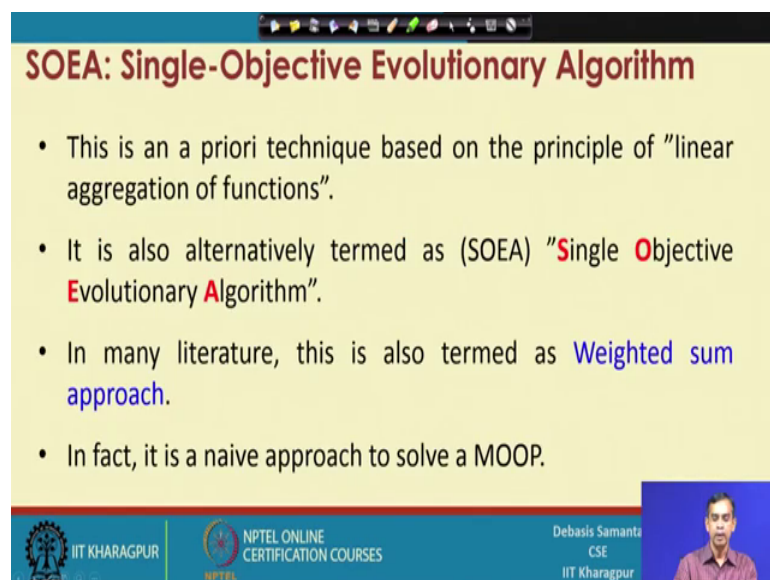 SOEA: Single-Objective Evolutionary Algorithm
• This is an a priori technique based on the principle of ”linear
aggregation of functions”.
• It is also alternatively termed as (SOEA) ”Single Objective
Evolutionary Algorithm”.
• In many literature, this is also termed as Weighted sum
approach.
• In fact, it is a naive approach to solve a MOOP.
IIT KHARAGPUR
NPTEL
NPTEL ONLINE
CERTIFICATION COURSES
Debasis Samanta
CSE
IIT Kharagpur